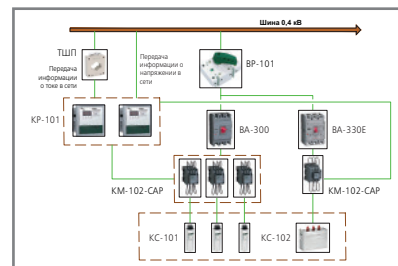 Шина 0,4 кВ
ТШП
Передача
информации
о токе в сети
Передача
информации о
напряжении в
сети
ВР-101
КР-101
ВА-300
ВА-330Е
КМ-102-САР
КМ-102-САР
КС-101
КС-102